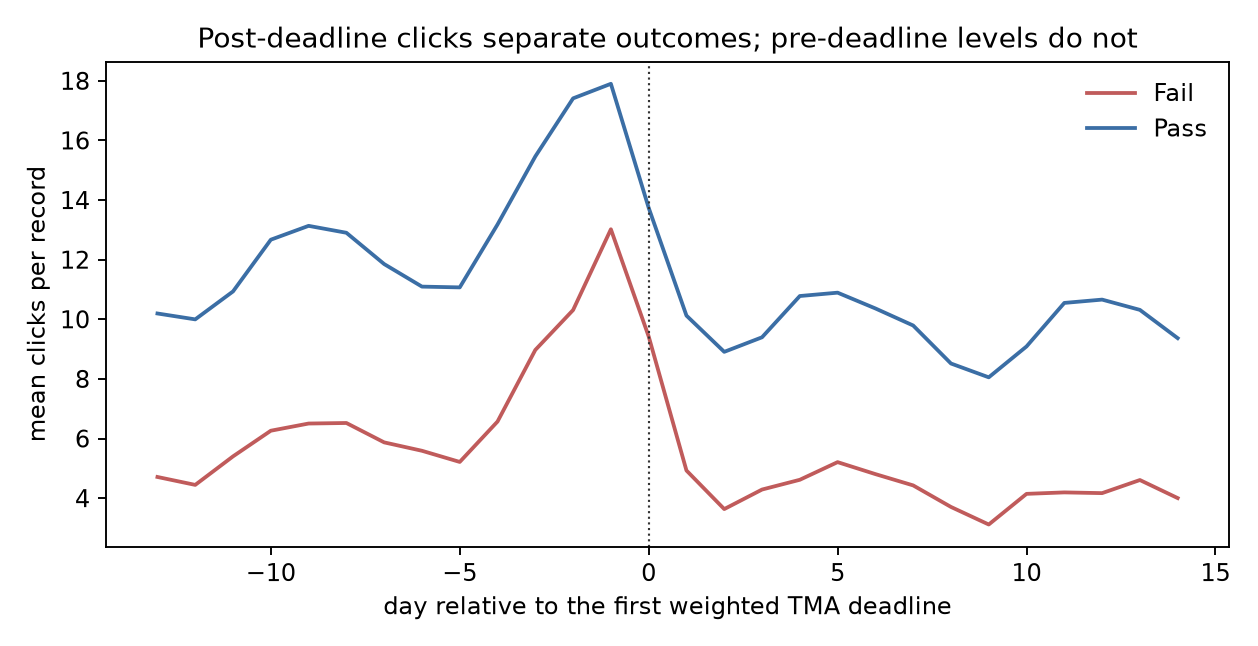 Post-deadline clicks separate outcomes; pre-deadline levels do not
Fail
Pass
mean clicks per record
18
16
14
12
10
8
6
4
−10
−5
0
5
10
15
day relative to the first weighted TMA deadline